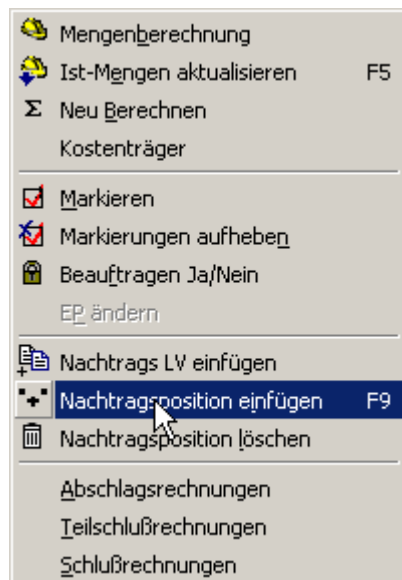 Mengenberechnung
Ist-Mengen aktualisieren F5
Σ Neu Berechnen
Kostenträger
Markieren
Markierungen aufheben
Beauftragen Ja/Nein
EP ändern
Nachtrags LV einfügen
Nachtragsposition einfügen F9
Nachtragsposition löschen
Abschlagsrechnungen
Teilschlußrechnungen
Schlußrechnungen